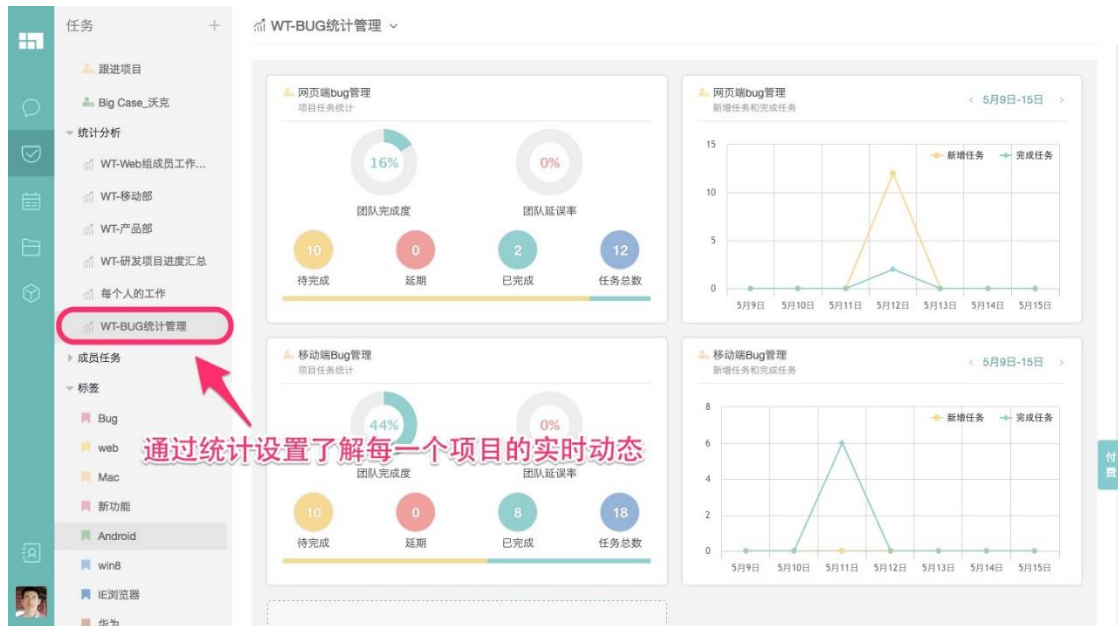 任务 +
跟进项目
Big Case_沃克
统计分析
WT-Web组成员工作...
WT-移动部
WT-产品部
WT-研发项目进度汇总
每个人的工作
WT-BUG统计管理
成员任务
标签
Bug
web
Mac
新功能
Android
win8
IE浏览器
华为
WT-BUG统计管理
网页端bug管理
项目任务统计
16%
0%
团队完成度
团队延误率
10
0
2
12
待完成
延期
已完成
任务总数
网页端bug管理
新增任务和完成任务
< 5月9日-15日 >
新增任务 完成任务
15
10
5
0
5月9日 5月10日 5月11日 5月12日 5月13日 5月14日 5月15日
移动端Bug管理
项目任务统计
44%
0%
通过统计设置了解每一个项目的实时动态
团队完成度
团队延误率
10
0
8
18
待完成
延期
已完成
任务总数
移动端Bug管理
新增任务和完成任务
< 5月9日-15日 >
新增任务 完成任务
8
6
4
2
0
5月9日 5月10日 5月11日 5月12日 5月13日 5月14日 5月15日
付
费